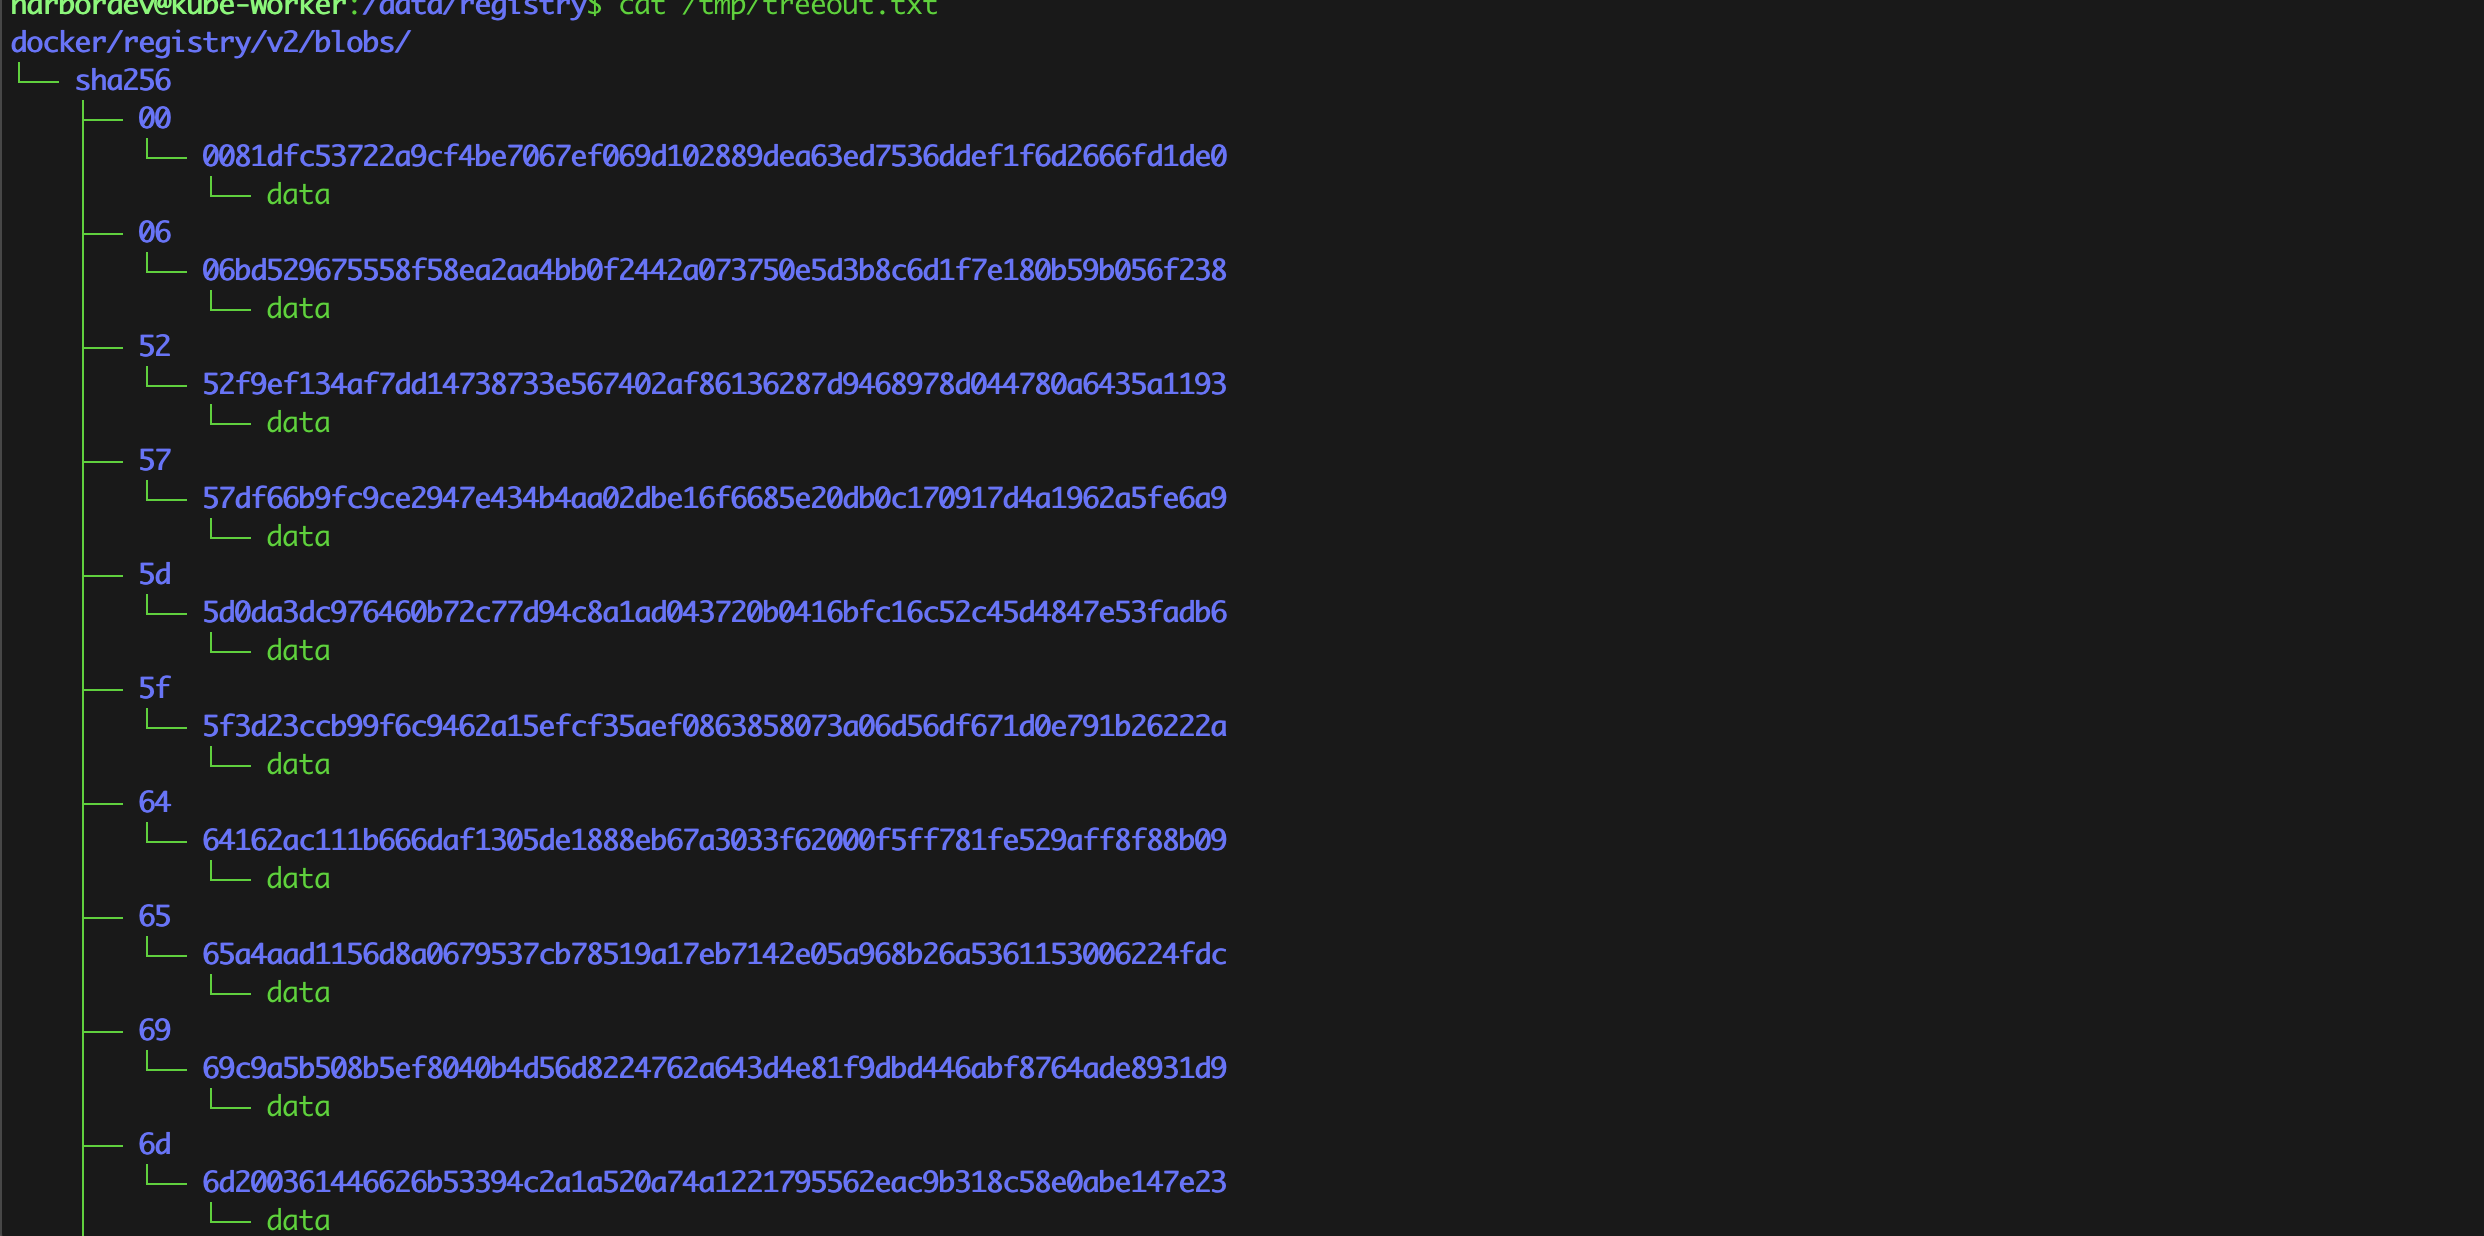 harbordev@kube-Worker:/data/registry$ cat /tmp/treeout.txt
docker/registry/v2/blobs/
└── sha256
├── 00
└── 0081dfc53722a9cf4be7067ef069d102889dea63ed7536ddef1f6d2666fd1de0
└── data
├── 06
└── 06bd529675558f58ea2aa4bb0f2442a073750e5d3b8c6d1f7e180b59b056f238
└── data
├── 52
└── 52f9ef134af7dd14738733e567402af86136287d9468978d044780a6435a1193
└── data
├── 57
└── 57df66b9fc9ce2947e434b4aa02dbe16f6685e20db0c170917d4a1962a5fe6a9
└── data
├── 5d
└── 5d0da3dc976460b72c77d94c8a1ad043720b0416bfc16c52c45d4847e53fadb6
└── data
├── 5f
└── 5f3d23ccb99f6c9462a15efcf35aef0863858073a06d56df671d0e791b26222a
└── data
├── 64
└── 64162ac111b666daf1305de1888eb67a3033f62000f5ff781fe529aff8f88b09
└── data
├── 65
└── 65a4aad1156d8a0679537cb78519a17eb7142e05a968b26a5361153006224fdc
└── data
├── 69
└── 69c9a5b508b5ef8040b4d56d8224762a643d4e81f9dbd446abf8764ade8931d9
└── data
├── 6d
└── 6d200361446626b53394c2a1a520a74a1221795562eac9b318c58e0abe147e23
└── data